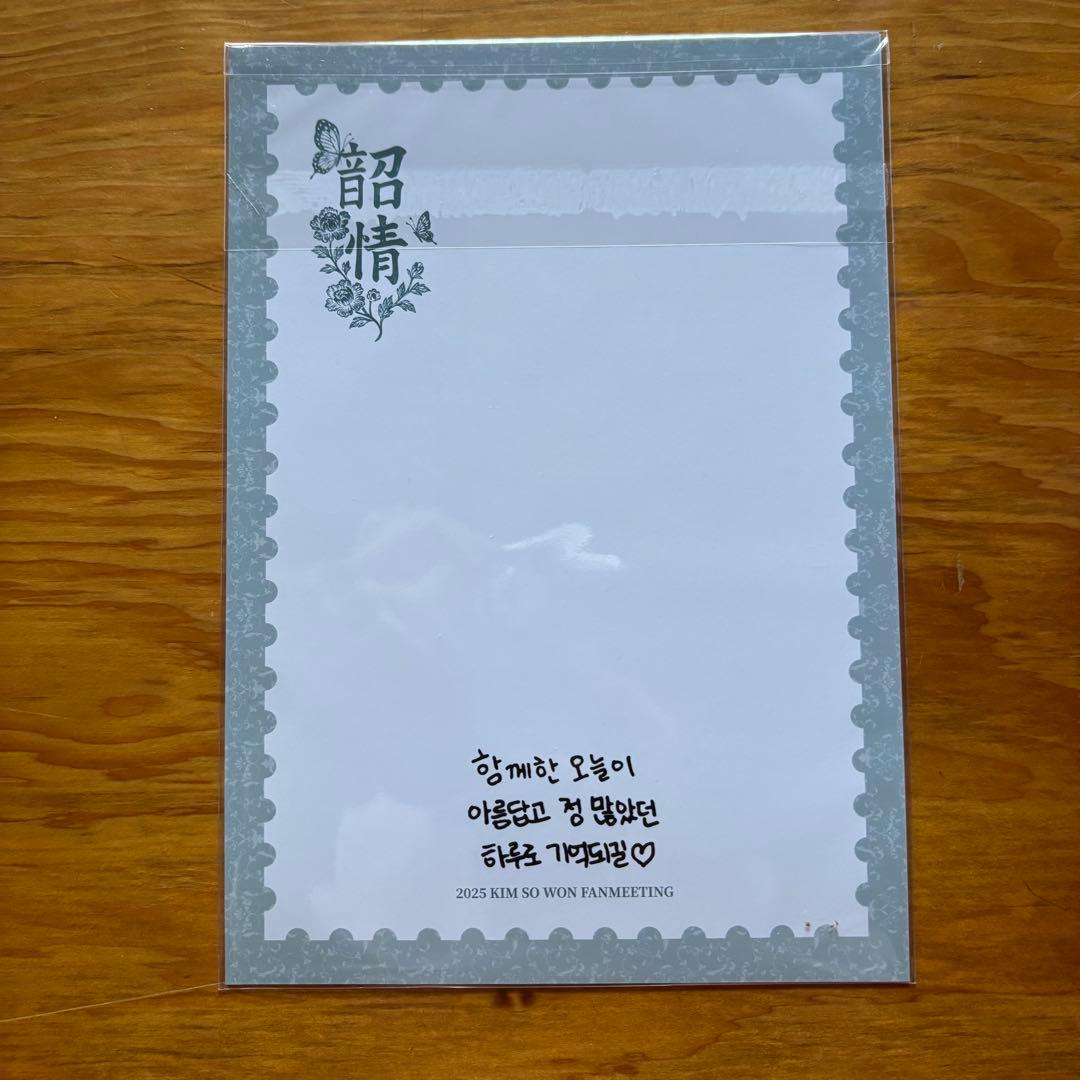 韶
情
함께한 오늘이
아름답고 정 많았던
하루로 기억되길♡
2025 KIM SO WON FANMEETING